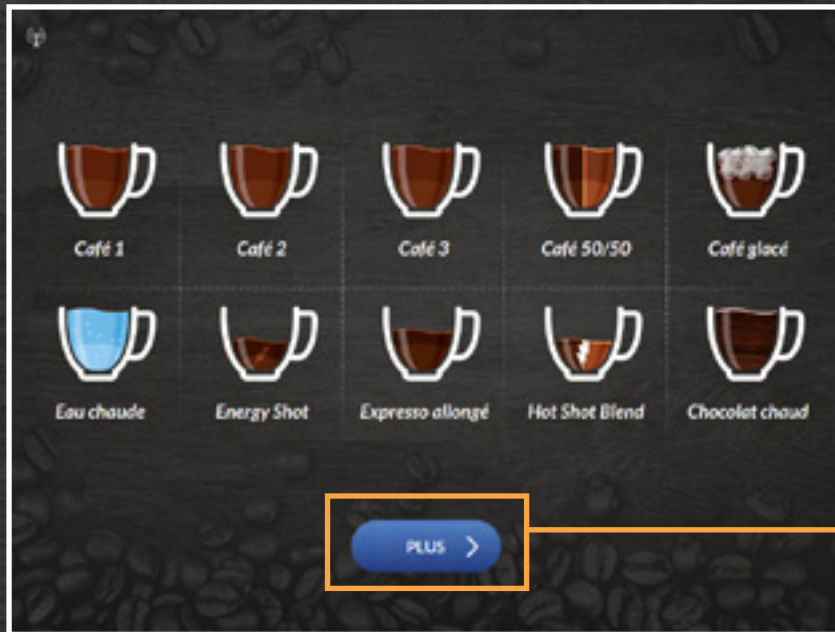 Café 1
Café 2
Café 3
Café 50/50
Café glacé
Eau chaude
Energy Shot
Expresso allongé
Hot Shot Blend
Chocolat chaud
PLUS